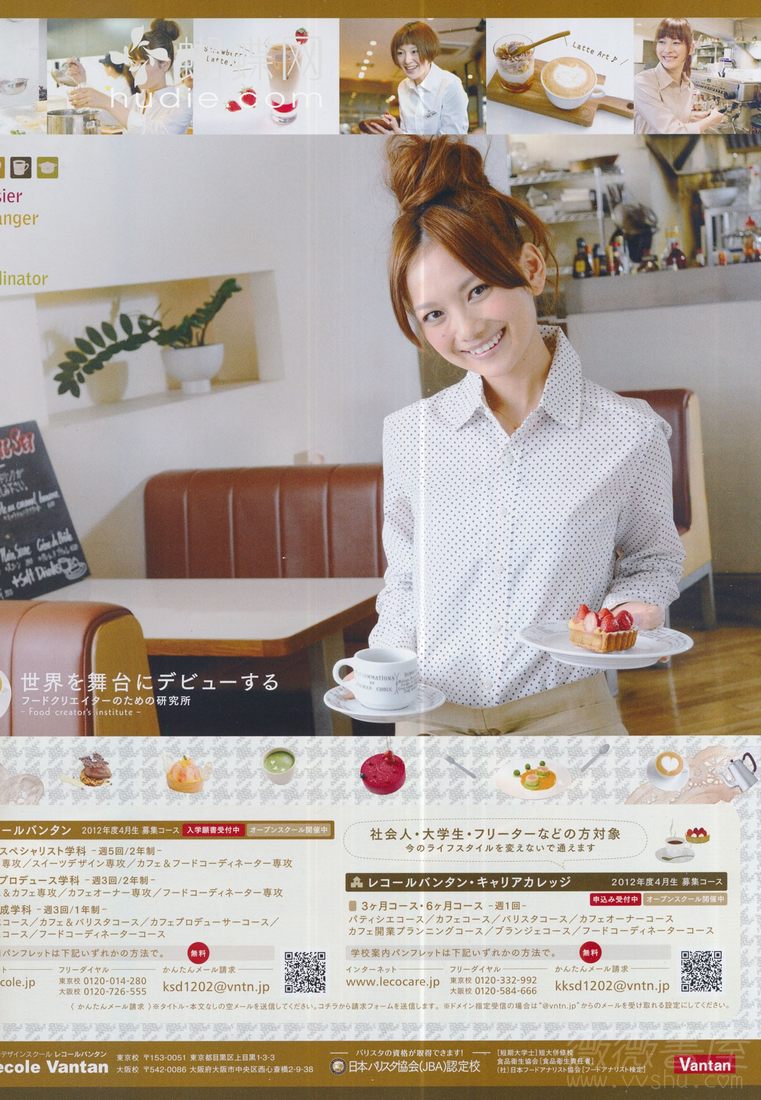 Strawberry Latte♪
Latte Art♪
蝴蝶网
hudie.com
sier
anger
dinator
世界を舞台にデビューする
フードクリエイターのための研究所
- Food creator's institute -
ールバンタン 2012年度4月生 募集コース 入学願書受付中 オープンスクール開催中
スペシャリスト学科 -週5回/2年制-
専攻／スイーツデザイン専攻／カフェ＆フードコーディネーター専攻
プロデュース学科 -週3回/2年制-
＆カフェ専攻／カフェオーナー専攻／フードコーディネーター専攻
成学科 -週3回/1年制-
コース／カフェ＆バリスタコース／カフェプロデューサーコース／
コース／フードコーディネーターコース
パンフレットは下記いずれかの方法で。 無料
ット フリーダイヤル かんたんメール請求
cole.jp 東京校 0120-014-280 kksd1202@vntn.jp
大阪校 0120-726-555
社会人・大学生・フリーターなどの方対象
今のライフスタイルを変えないで通えます
レコールバンタン・キャリアカレッジ 2012年度4月生 募集コース
申込み受付中 オープンスクール開催中
3ヶ月コース・6ヶ月コース -週1回-
パティシエコース／カフェコース／バリスタコース／カフェオーナーコース
カフェ開業プランニングコース／ブランジェコース／フードコーディネーターコース
学校案内パンフレットは下記いずれかの方法で。 無料
インターネット フリーダイヤル かんたんメール請求
www.lecocare.jp 東京校 0120-332-992 kksd1202@vntn.jp
大阪校 0120-584-666
〈 かんたんメール請求 〉※タイトル・本文なしの空メールを送信してください。コチラから請求フォームを送信します。 ※ドメイン指定受信の場合は"@vntn.jp"からのメールを受け取れる設定にしてください。
デザインスクール レコールバンタン
ecole Vantan
東京校 〒153-0051 東京都目黒区上目黒1-3-3
大阪校 〒542-0086 大阪府大阪市中央区西心斎橋2-9-38
バリスタの資格が取得できます!
日本バリスタ協会(JBA)認定校
[短期大学士]短大併修校
食品衛生協会[食品衛生責任者]
(社)日本フードアナリスト協会[フードアナリスト検定]
Vantan
薇薇書屋
www.yyshu.com